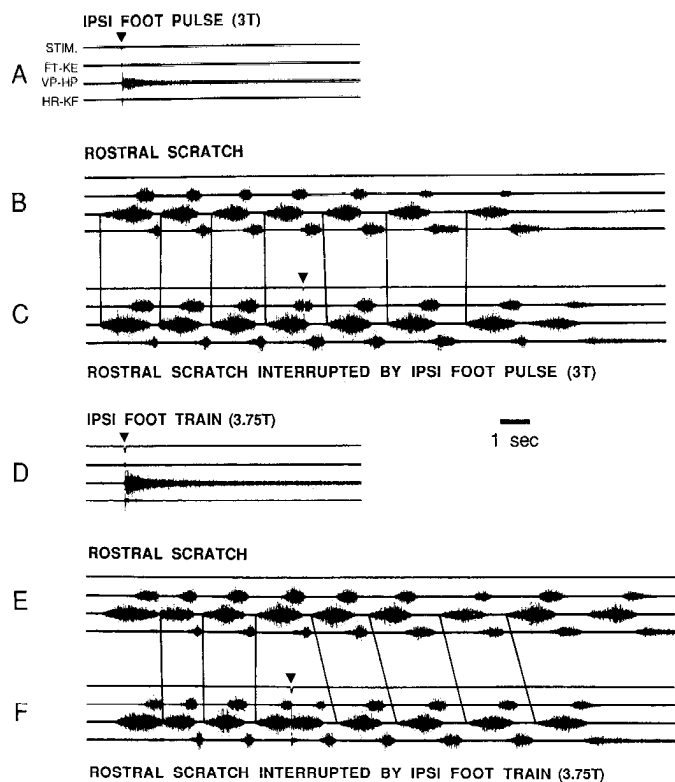 IPSI FOOT PULSE (3T)
STIM.
FT-KE
VP-HP
HR-KF
A
ROSTRAL SCRATCH
B
C
ROSTRAL SCRATCH INTERRUPTED BY IPSI FOOT PULSE (3T)
IPSI FOOT TRAIN (3.75T)
1 sec
D
ROSTRAL SCRATCH
E
F
ROSTRAL SCRATCH INTERRUPTED BY IPSI FOOT TRAIN (3.75T)